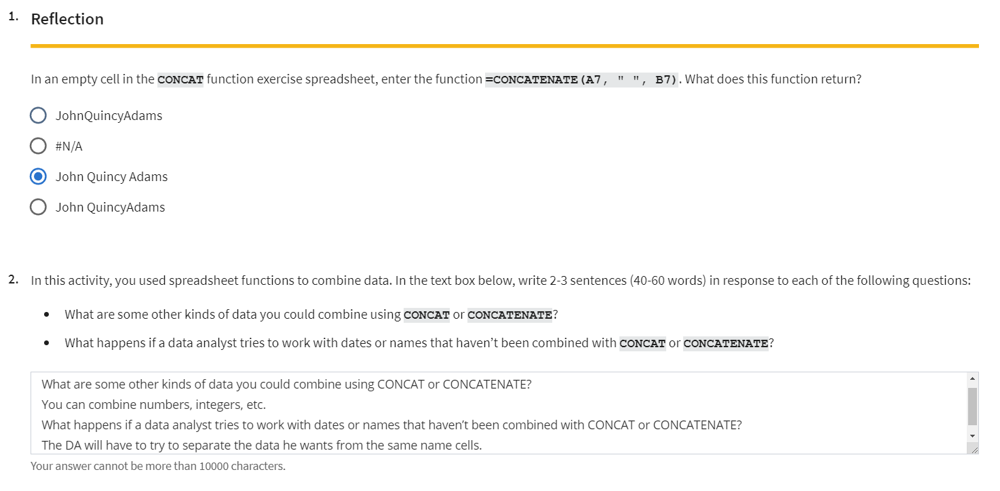 1. Reflection
In an empty cell in the CONCAT function exercise spreadsheet, enter the function =CONCATENATE(A7, " ", B7). What does this function return?
JohnQuincyAdams
#N/A
John Quincy Adams
John QuincyAdams
2. In this activity, you used spreadsheet functions to combine data. In the text box below, write 2-3 sentences (40-60 words) in response to each of the following questions:
• What are some other kinds of data you could combine using CONCAT or CONCATENATE?
• What happens if a data analyst tries to work with dates or names that haven’t been combined with CONCAT or CONCATENATE?
What are some other kinds of data you could combine using CONCAT or CONCATENATE?
You can combine numbers, integers, etc.
What happens if a data analyst tries to work with dates or names that haven’t been combined with CONCAT or CONCATENATE?
The DA will have to try to separate the data he wants from the same name cells.
Your answer cannot be more than 10000 characters.